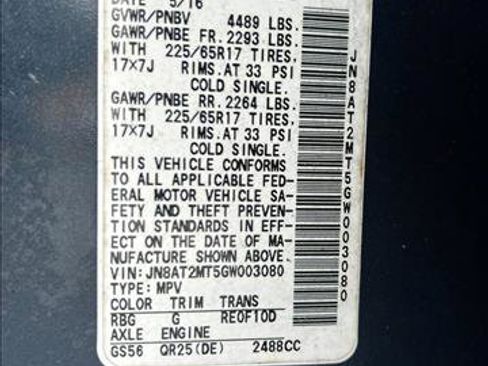 DATE 5/16
GVWR/PNBV 4489 LBS.
GAWR/PNBE FR. 2293 LBS.
WITH 225/65R17 TIRES,
17×7J RIMS. AT 33 PSI
COLD SINGLE.
GAWR/PNBE RR. 2264 LBS.
WITH 225/65R17 TIRES,
17×7J RIMS. AT 33 PSI
COLD SINGLE.
THIS VEHICLE CONFORMS
TO ALL APPLICABLE FED-
ERAL MOTOR VEHICLE SA-
FETY AND THEFT PREVEN-
TION STANDARDS IN EFF-
ECT ON THE DATE OF MA-
NUFACTURE SHOWN ABOVE.
VIN: JN8AT2MT5GW003080
TYPE: MPV
COLOR TRIM TRANS
RBG G RE0F10D
AXLE ENGINE
GS56 QR25(DE) 2488CC
JN8AT2MT5GW003080